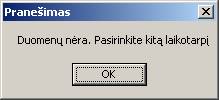 Pranešimas
Duomenų nėra. Pasirinkite kitą laikotarpį
OK